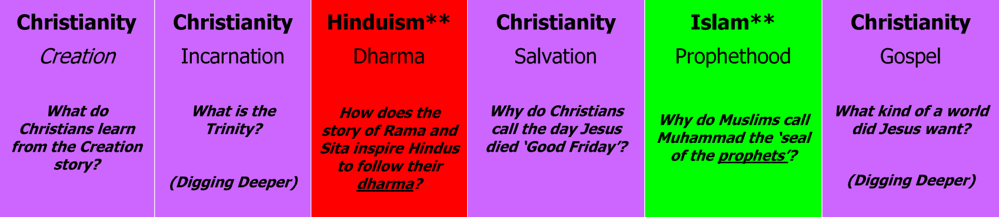 Christianity
Creation
What do
Christians learn
from the Creation
story?
Christianity
Incarnation
What is the
Trinity?
(Digging Deeper)
Hinduism**
Dharma
How does the
story of Rama and
Sita inspire Hindus
to follow their
dharma?
Christianity
Salvation
Why do Christians
call the day Jesus
died ‘Good Friday’?
Islam**
Prophethood
Why do Muslims call
Muhammad the ‘seal
of the prophets’?
Christianity
Gospel
What kind of a world
did Jesus want?
(Digging Deeper)